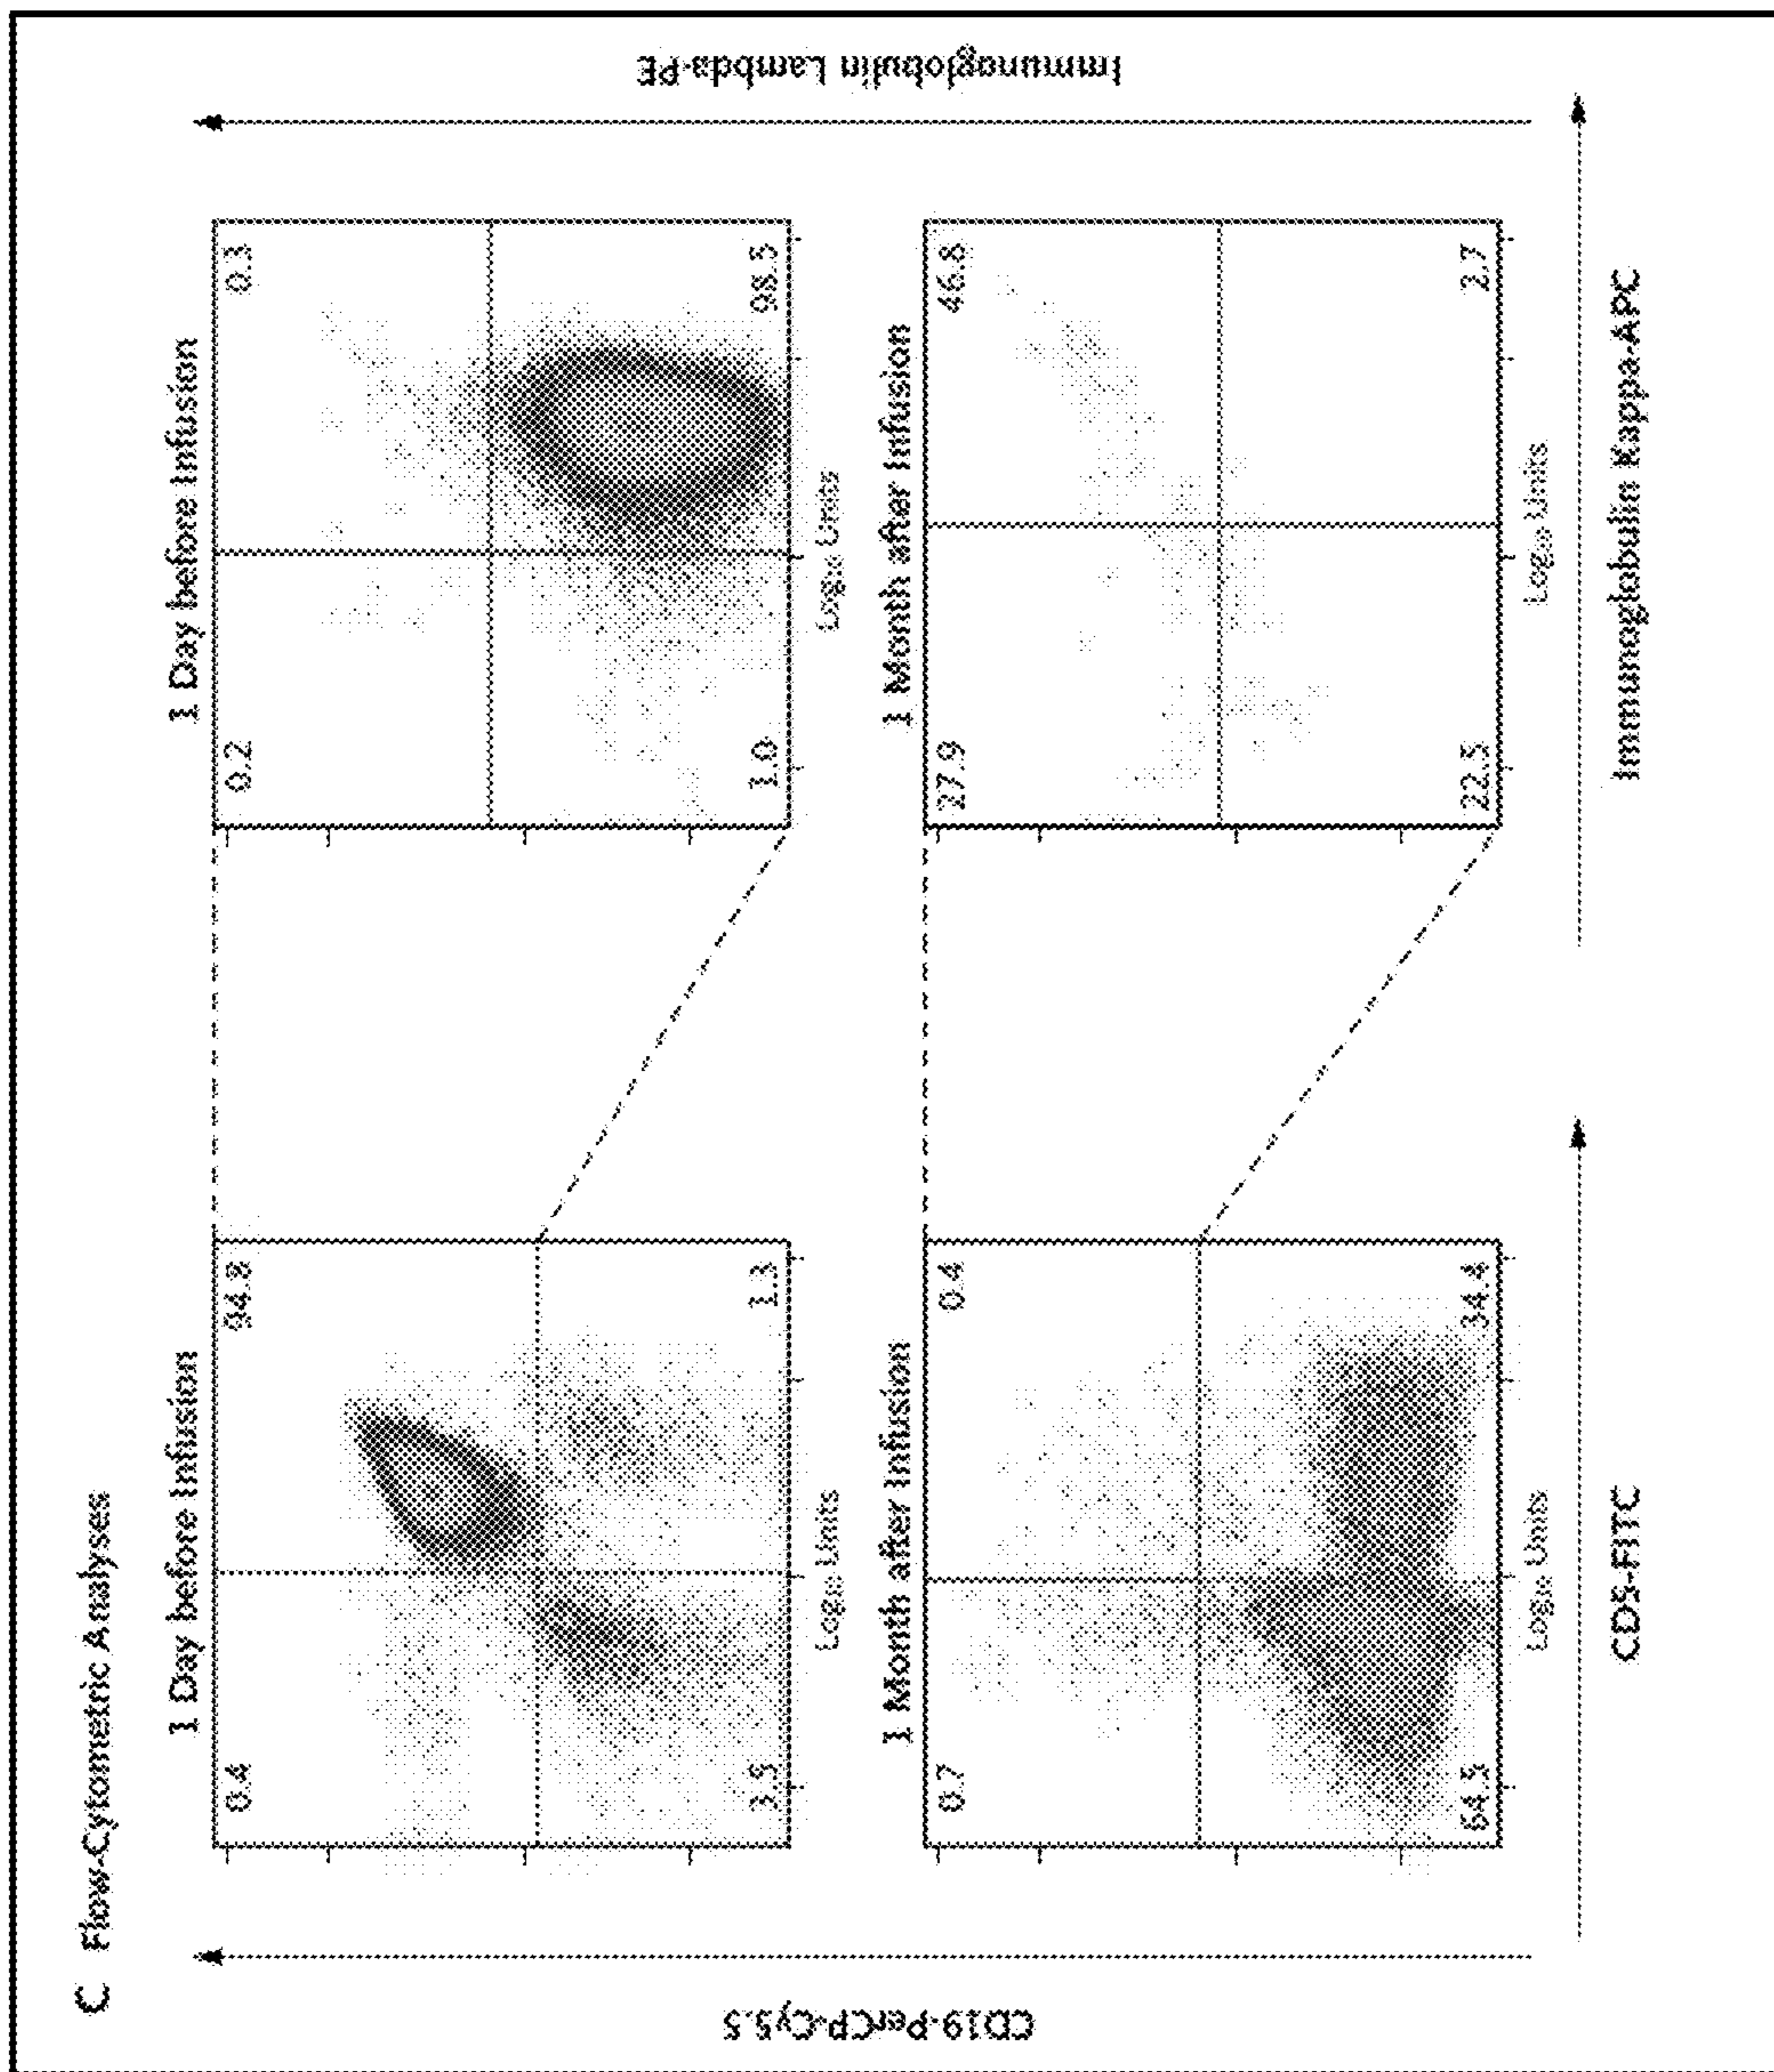 C Flow-Cytometric Analyses
1 Day before Infusion
0.4
94.8
3.5
1.3
Log₁₀ Units
1 Day before Infusion
0.2
0.3
1.0
98.5
Log₁₀ Units
1 Month after Infusion
0.7
0.4
64.5
34.4
Log₁₀ Units
1 Month after Infusion
27.9
46.8
22.5
2.7
Log₁₀ Units
CD19-PerCP-Cy5.5
CD5-FITC
Immunoglobulin Kappa-APC
Immunoglobulin Lambda-PE